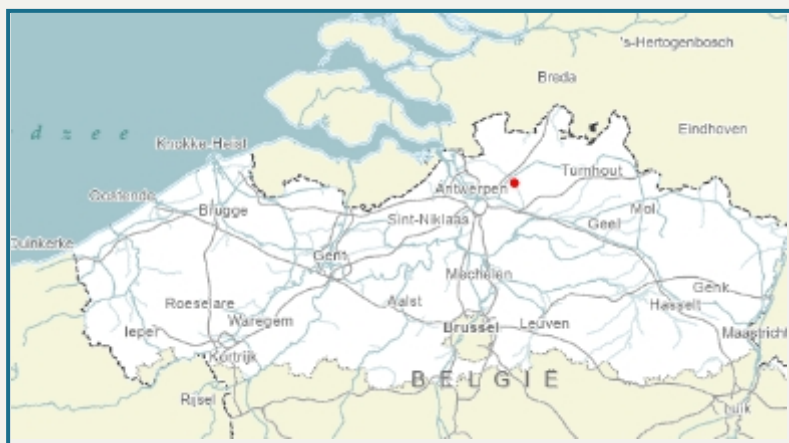 's-Hertogenbosch
Breda
dzee
Eindhoven
Knokke-Heist
Turnhout
Antwerpen
Oostende
Brugge
Sint-Niklaas
Mol
Geel
Duinkerke
Gent
Mechelen
Genk
Roeselare
Aalst
Hasselt
Waregem
Ieper
Brussel
Leuven
Maastricht
Kortrijk
BELGIË
Rijsel
Luik